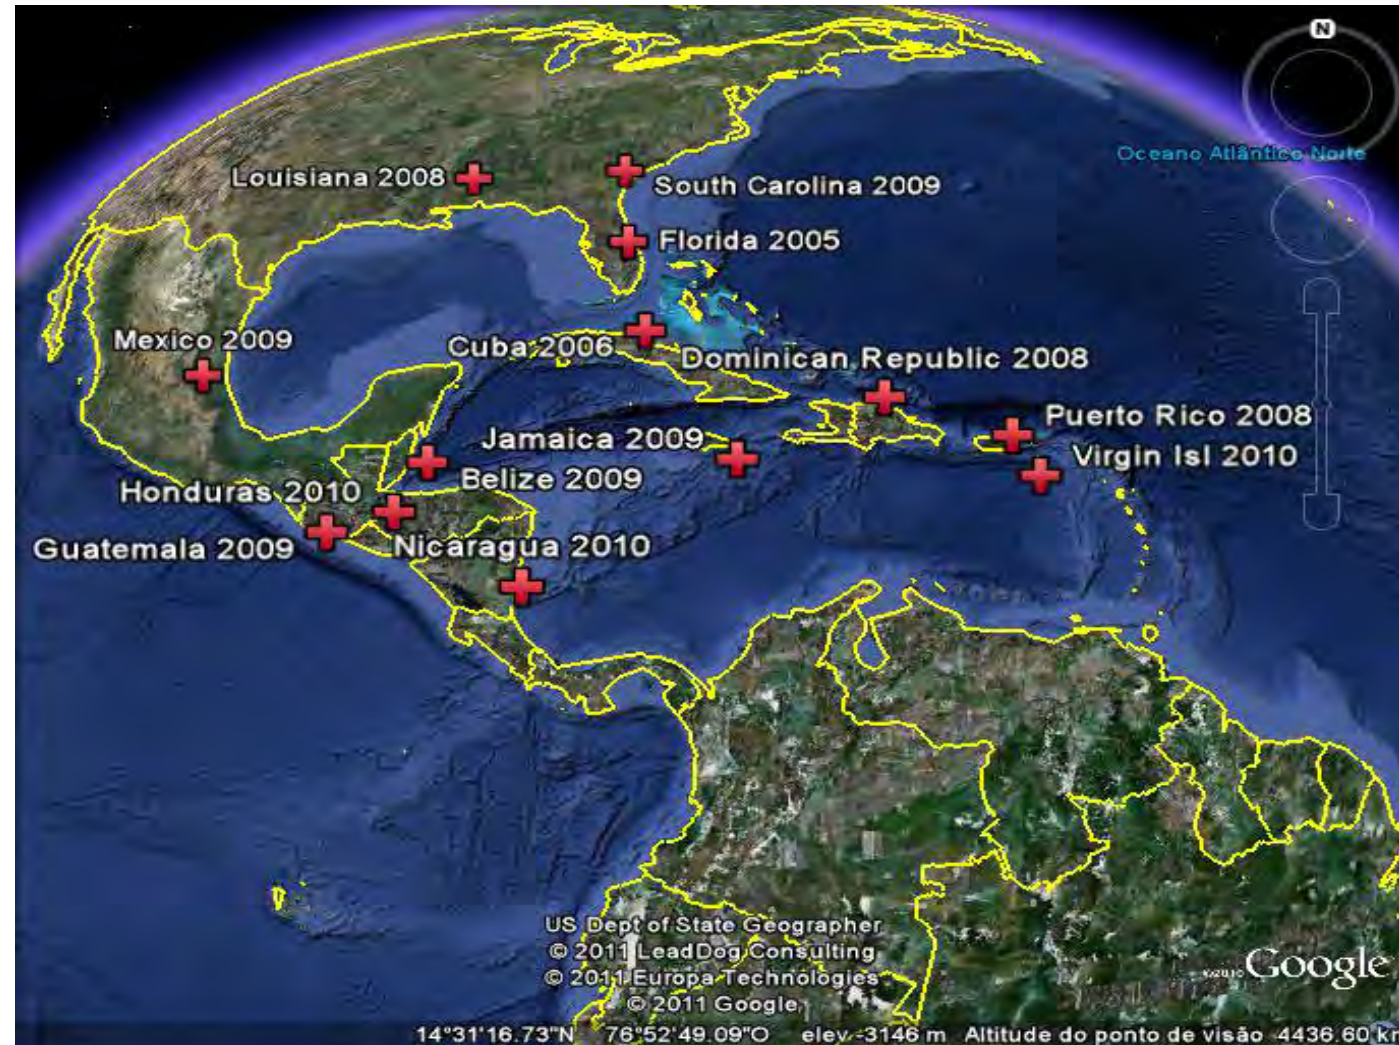 N
Oceano Atlântico Norte
Louisiana 2008
South Carolina 2009
Florida 2005
Mexico 2009
Cuba 2006
Dominican Republic 2008
Puerto Rico 2008
Jamaica 2009
Virgin Isl 2010
Belize 2009
Honduras 2010
Guatemala 2009
Nicaragua 2010
US Dept of State Geographer
© 2011 LeadDog Consulting
© 2011 Europa Technologies
© 2011 Google
©2010 Google
14°31'16.73"N 76°52'49.09"O elev -3146 m Altitude do ponto de visão 4436.60 k